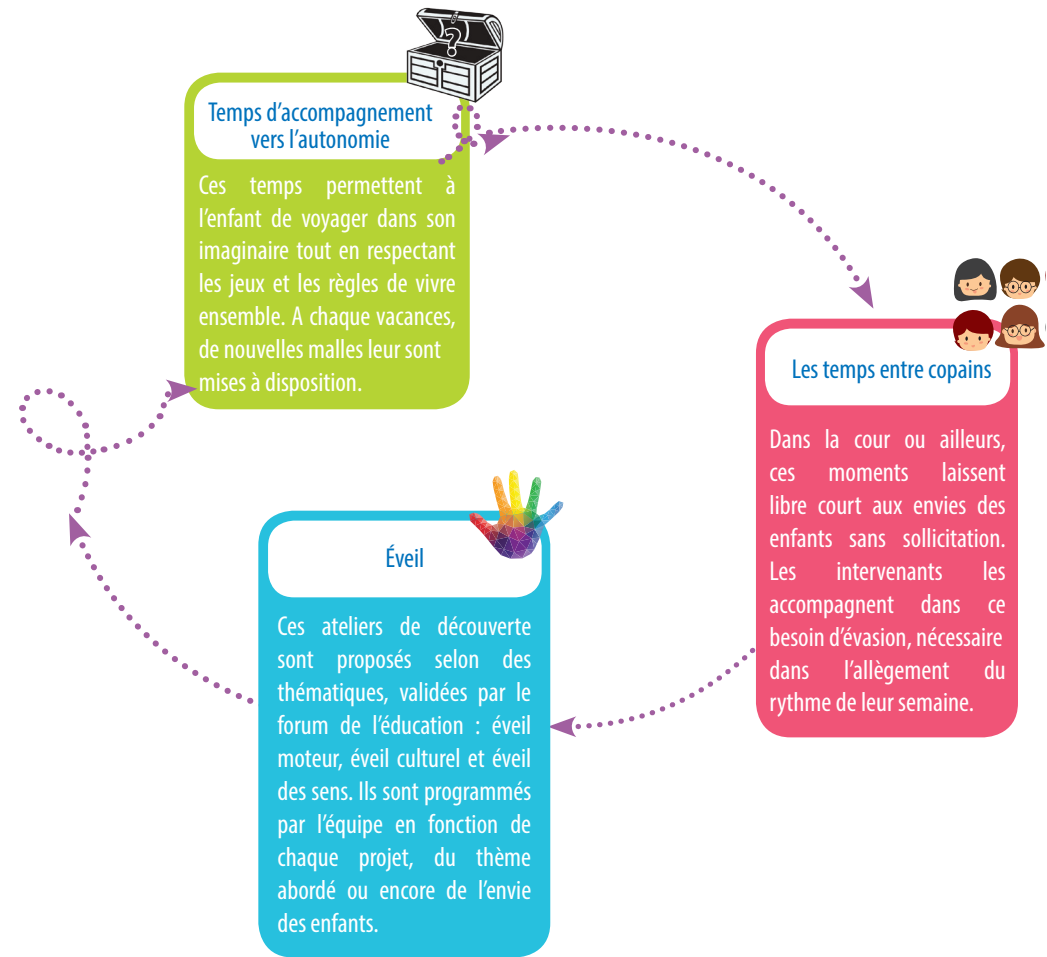 Temps d’accompagnement
vers l’autonomie
Ces temps permettent à
l’enfant de voyager dans son
imaginaire tout en respectant
les jeux et les règles de vivre
ensemble. A chaque vacances,
de nouvelles malles leur sont
mises à disposition.
Les temps entre copains
Dans la cour ou ailleurs,
ces moments laissent
libre court aux envies des
enfants sans sollicitation.
Les intervenants les
accompagnent dans ce
besoin d’évasion, nécessaire
dans l’allègement du
rythme de leur semaine.
Éveil
Ces ateliers de découverte
sont proposés selon des
thématiques, validées par le
forum de l’éducation : éveil
moteur, éveil culturel et éveil
des sens. Ils sont programmés
par l’équipe en fonction de
chaque projet, du thème
abordé ou encore de l’envie
des enfants.